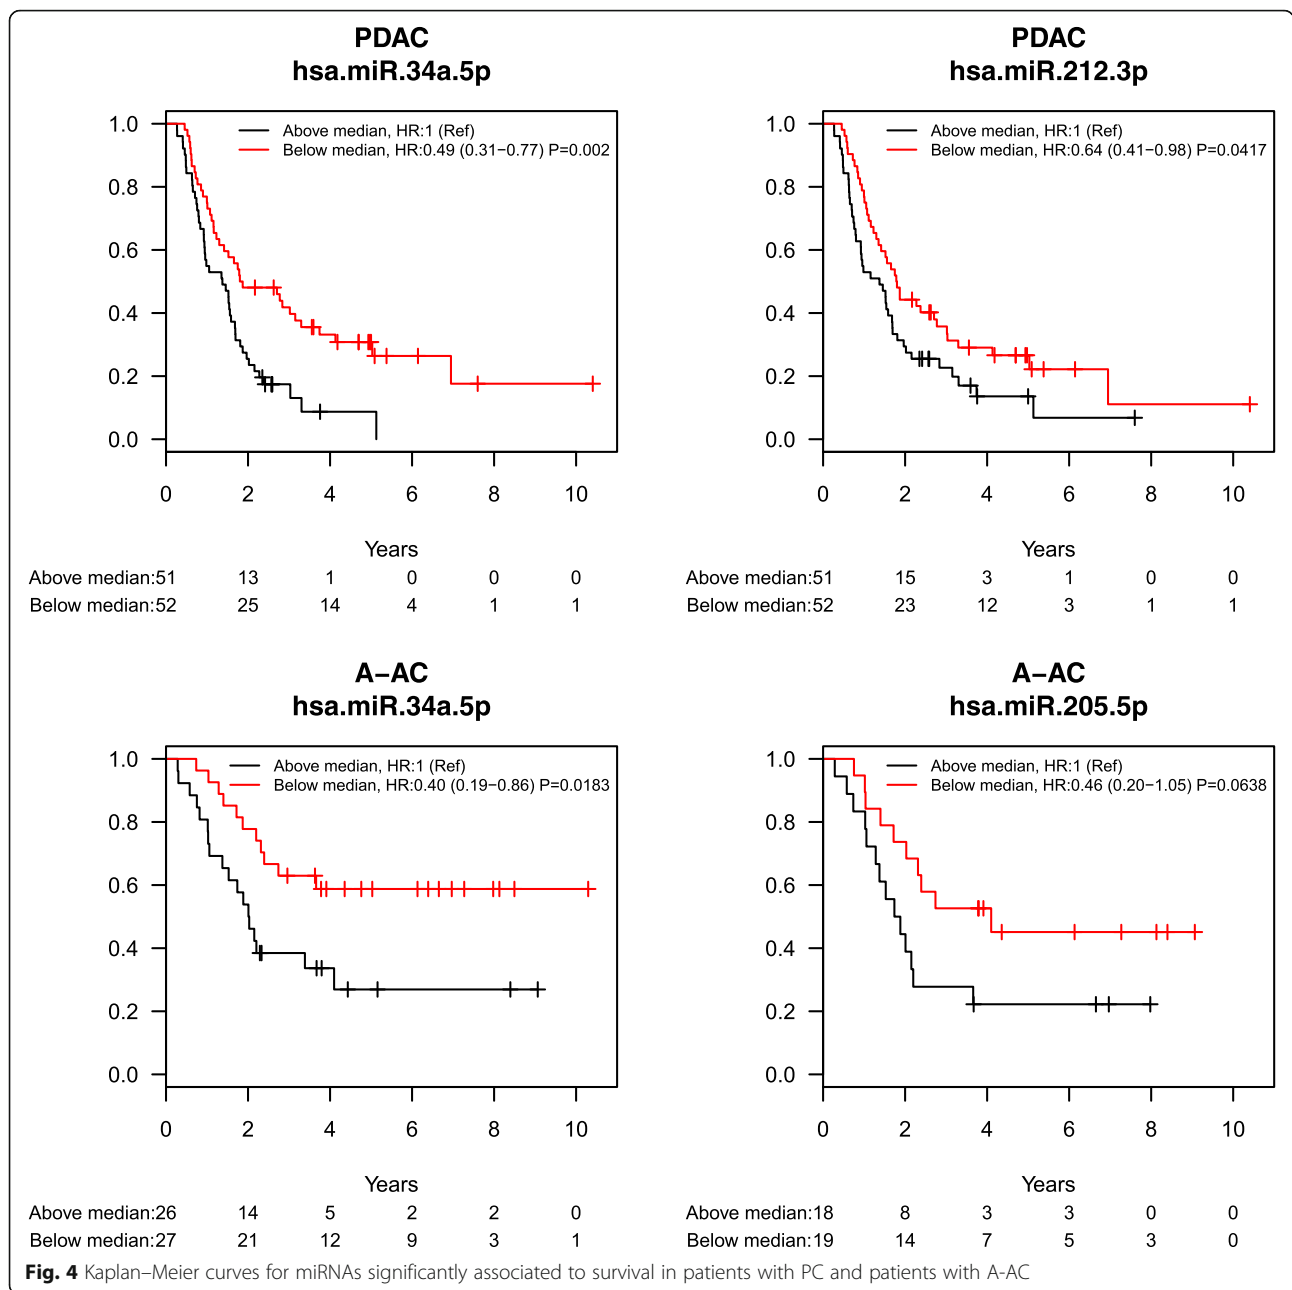 PDAC
hsa.miR.34a.5p
Above median, HR:1 (Ref)
Below median, HR:0.49 (0.31−0.77) P=0.002
1.0
0.8
0.6
0.4
0.2
0.0
0 2 4 6 8 10
Years
Above median:51 13 1 0 0 0
Below median:52 25 14 4 1 1
PDAC
hsa.miR.212.3p
Above median, HR:1 (Ref)
Below median, HR:0.64 (0.41−0.98) P=0.0417
1.0
0.8
0.6
0.4
0.2
0.0
0 2 4 6 8 10
Years
Above median:51 15 3 1 0 0
Below median:52 23 12 3 1 1
A−AC
hsa.miR.34a.5p
Above median, HR:1 (Ref)
Below median, HR:0.40 (0.19−0.86) P=0.0183
1.0
0.8
0.6
0.4
0.2
0.0
0 2 4 6 8 10
Years
Above median:26 14 5 2 2 0
Below median:27 21 12 9 3 1
A−AC
hsa.miR.205.5p
Above median, HR:1 (Ref)
Below median, HR:0.46 (0.20−1.05) P=0.0638
1.0
0.8
0.6
0.4
0.2
0.0
0 2 4 6 8 10
Years
Above median:18 8 3 3 0 0
Below median:19 14 7 5 3 0
Fig. 4 Kaplan–Meier curves for miRNAs significantly associated to survival in patients with PC and patients with A-AC